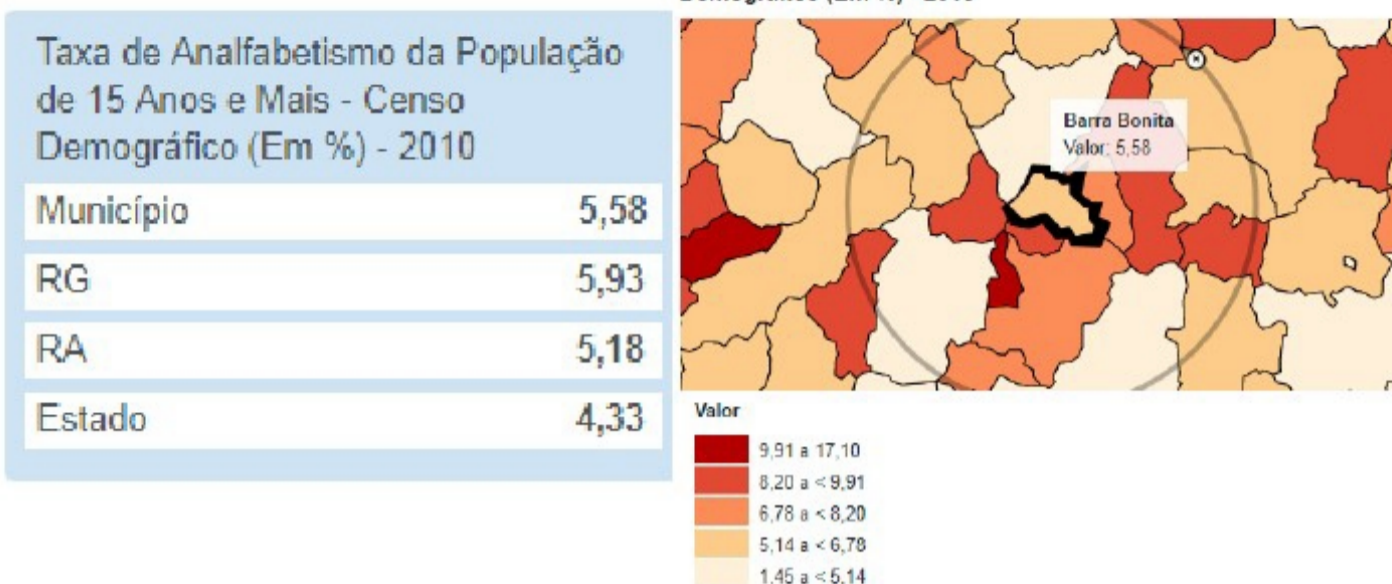 Taxa de Analfabetismo da População
de 15 Anos e Mais - Censo
Demográfico (Em %) - 2010
Município 5,58
RG 5,93
RA 5,18
Estado 4,33
Barra Bonita
Valor: 5,58
Valor
9,91 a 17,10
8,20 a < 9,91
6,78 a < 8,20
5,14 a < 6,78
1,45 a < 5,14